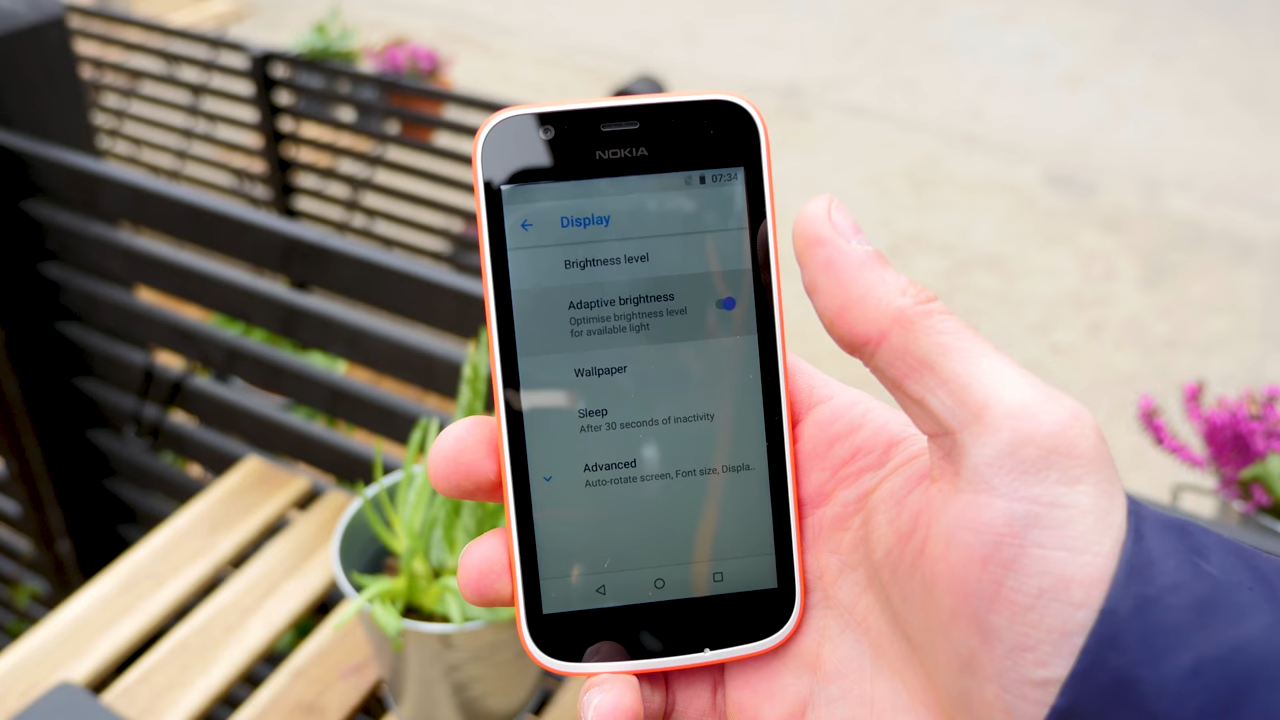 NOKIA
07:34
Display
Brightness level
Adaptive brightness
Optimise brightness level
for available light
Wallpaper
Sleep
After 30 seconds of inactivity
Advanced
Auto-rotate screen, Font size, Displa..